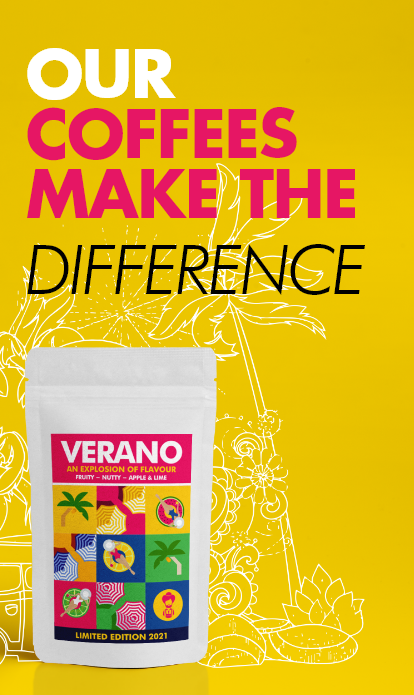 OUR
COFFEES
MAKE THE
DIFFERENCE
VERANO
AN EXPLOSION OF FLAVOUR
FRUITY – NUTTY – APPLE & LIME
LIMITED EDITION 2021